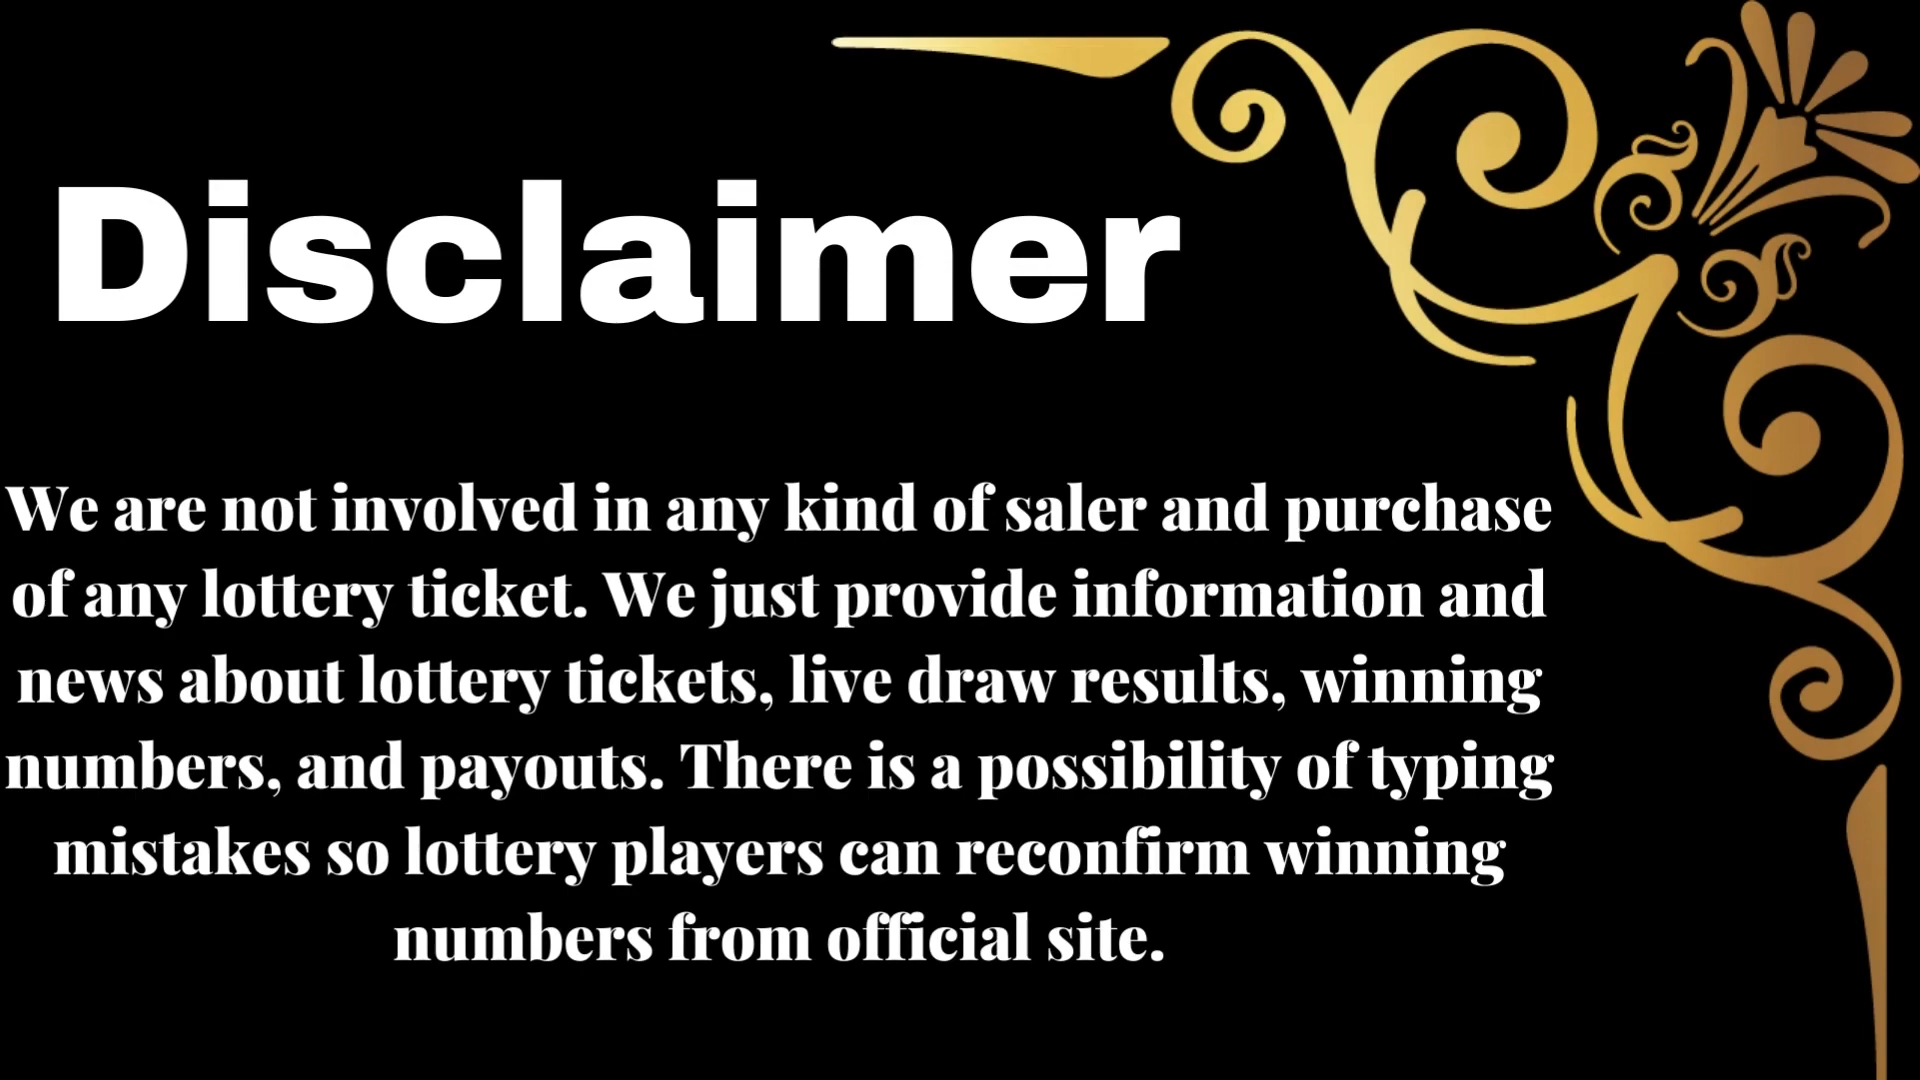 Disclaimer
We are not involved in any kind of saler and purchase
of any lottery ticket. We just provide information and
news about lottery tickets, live draw results, winning
numbers, and payouts. There is a possibility of typing
mistakes so lottery players can reconfirm winning
numbers from official site.